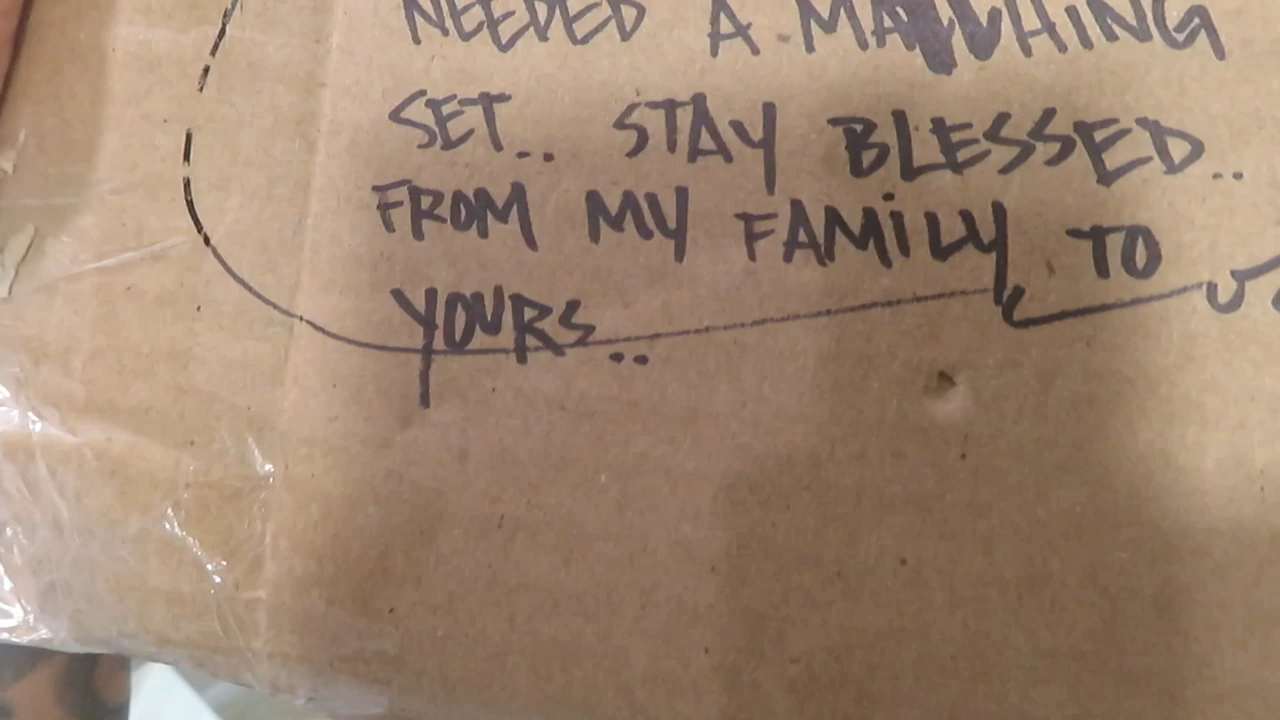 NEEDED A MATCHING
SET.. STAY BLESSED..
FROM MY FAMiLY TO
YOURS..